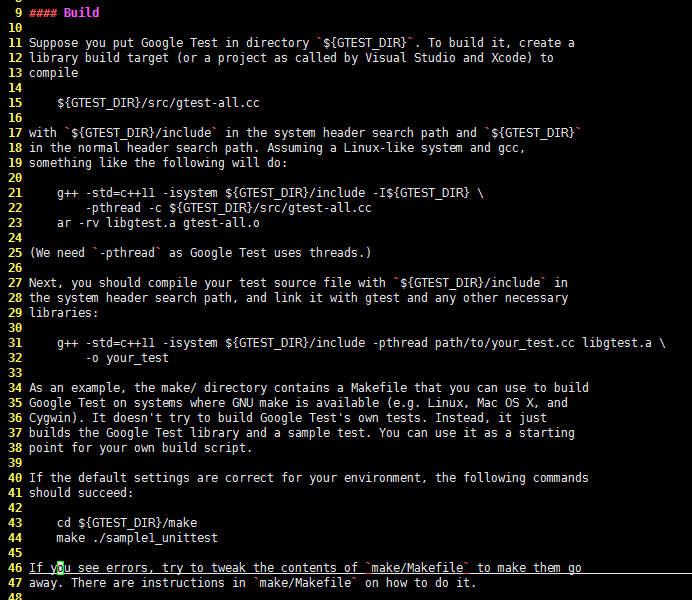 9 #### Build
10
11 Suppose you put Google Test in directory `${GTEST_DIR}`. To build it, create a
12 library build target (or a project as called by Visual Studio and Xcode) to
13 compile
14
15     ${GTEST_DIR}/src/gtest-all.cc
16
17 with `${GTEST_DIR}/include` in the system header search path and `${GTEST_DIR}`
18 in the normal header search path. Assuming a Linux-like system and gcc,
19 something like the following will do:
20
21     g++ -std=c++11 -isystem ${GTEST_DIR}/include -I${GTEST_DIR} \
22         -pthread -c ${GTEST_DIR}/src/gtest-all.cc
23     ar -rv libgtest.a gtest-all.o
24
25 (We need `-pthread` as Google Test uses threads.)
26
27 Next, you should compile your test source file with `${GTEST_DIR}/include` in
28 the system header search path, and link it with gtest and any other necessary
29 libraries:
30
31     g++ -std=c++11 -isystem ${GTEST_DIR}/include -pthread path/to/your_test.cc libgtest.a \
32         -o your_test
33
34 As an example, the make/ directory contains a Makefile that you can use to build
35 Google Test on systems where GNU make is available (e.g. Linux, Mac OS X, and
36 Cygwin). It doesn't try to build Google Test's own tests. Instead, it just
37 builds the Google Test library and a sample test. You can use it as a starting
38 point for your own build script.
39
40 If the default settings are correct for your environment, the following commands
41 should succeed:
42
43     cd ${GTEST_DIR}/make
44     make ./sample1_unittest
45
46 If you see errors, try to tweak the contents of `make/Makefile` to make them go
47 away. There are instructions in `make/Makefile` on how to do it.
48